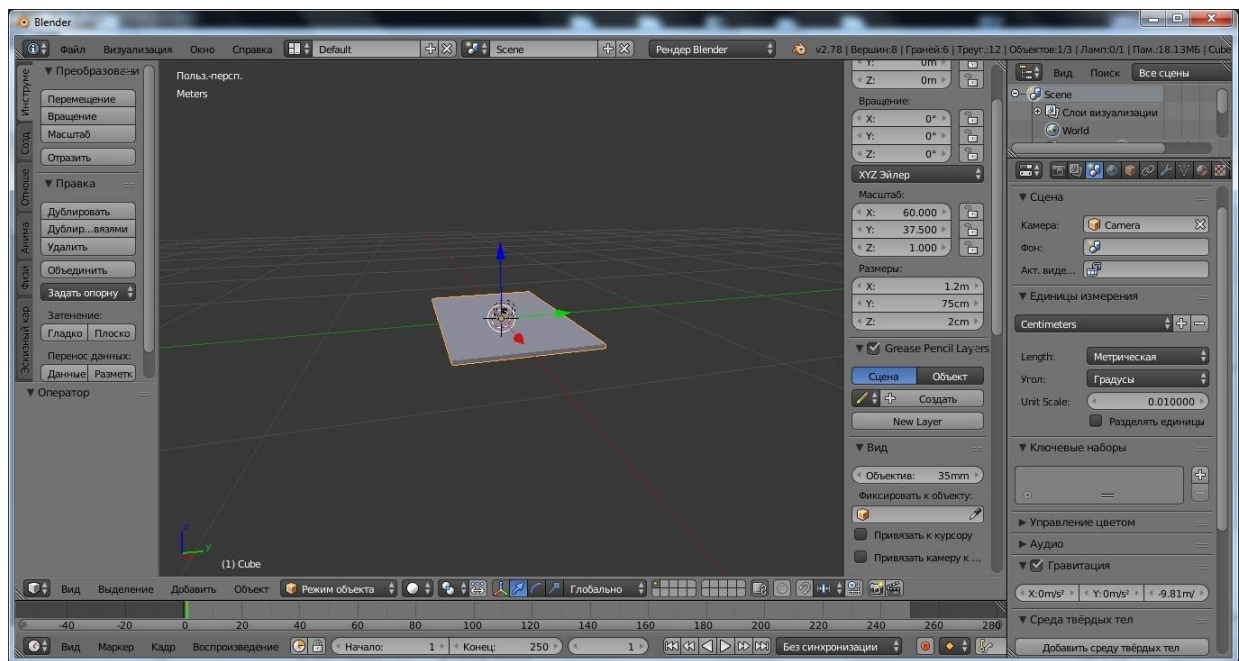 Blender
Файл Визуализация Окно Справка Default Scene Рендер Blender v2.78 | Вершин:8 | Граней:6 | Треуг.:12 | Объектов:1/3 | Ламп:0/1 | Пам.:18.13МБ | Cube
Инструме
Созд
Отноше
Анима
Физи
Эскизный кар
Преобразовани
Перемещение
Вращение
Масштаб
Отразить
Правка
Дублировать
Дублир...вязями
Удалить
Объединить
Задать опорну
Затенение:
Гладко Плоско
Перенос данных:
Данные Разметк
Оператор
Польз.-персп.
Meters
z
y
(1) Cube
Y: 0m
Z: 0m
Вращение:
X: 0°
Y: 0°
Z: 0°
XYZ Эйлер
Масштаб:
X: 60.000
Y: 37.500
Z: 1.000
Размеры:
X: 1.2m
Y: 75cm
Z: 2cm
Grease Pencil Layers
Сцена Объект
Создать
New Layer
Вид
Объектив: 35mm
Фиксировать к объекту:
Привязать к курсору
Привязать камеру к ...
Вид Поиск Все сцены
Scene
Слои визуализации
World
Сцена
Камера: Camera
Фон:
Акт. виде...
Единицы измерения
Centimeters
Length: Метрическая
Угол: Градусы
Unit Scale: 0.010000
Разделять единицы
Ключевые наборы
Управление цветом
Аудио
Гравитация
X:0m/s² Y: 0m/s² -9.81m/
Среда твёрдых тел
Добавить среду твёрдых тел
Вид Выделение Добавить Объект Режим объекта Глобально
-40 -20 0 20 40 60 80 100 120 140 160 180 200 220 240 260 280
Вид Маркер Кадр Воспроизведение Начало: 1 Конец: 250 1 Без синхронизации